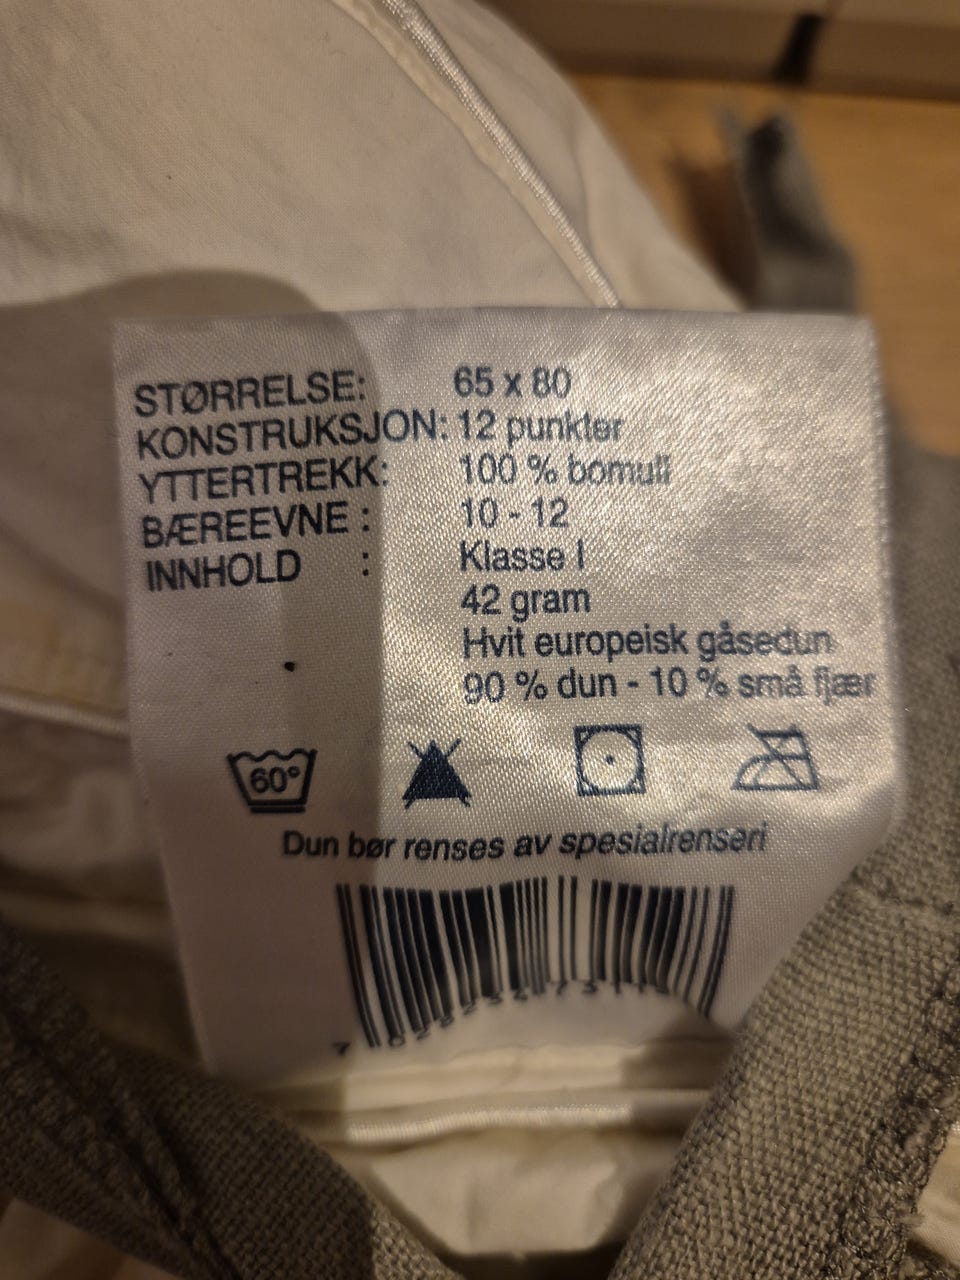 STØRRELSE: 65 x 80
KONSTRUKSJON: 12 punkter
YTTERTREKK: 100 % bomull
BÆREEVNE : 10 - 12
INNHOLD : Klasse I
42 gram
Hvit europeisk gåsedun
90 % dun - 10 % små fjær
60°
Dun bør renses av spesialrenseri